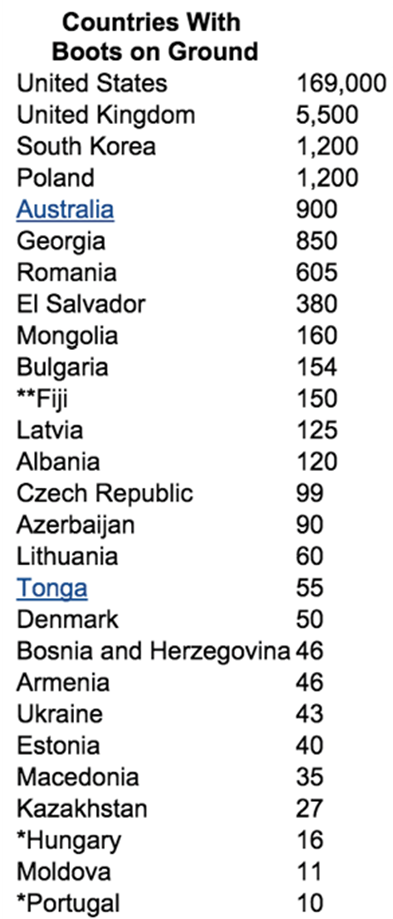 Countries With
Boots on Ground
United States 169,000
United Kingdom 5,500
South Korea 1,200
Poland 1,200
Australia 900
Georgia 850
Romania 605
El Salvador 380
Mongolia 160
Bulgaria 154
**Fiji 150
Latvia 125
Albania 120
Czech Republic 99
Azerbaijan 90
Lithuania 60
Tonga 55
Denmark 50
Bosnia and Herzegovina 46
Armenia 46
Ukraine 43
Estonia 40
Macedonia 35
Kazakhstan 27
*Hungary 16
Moldova 11
*Portugal 10